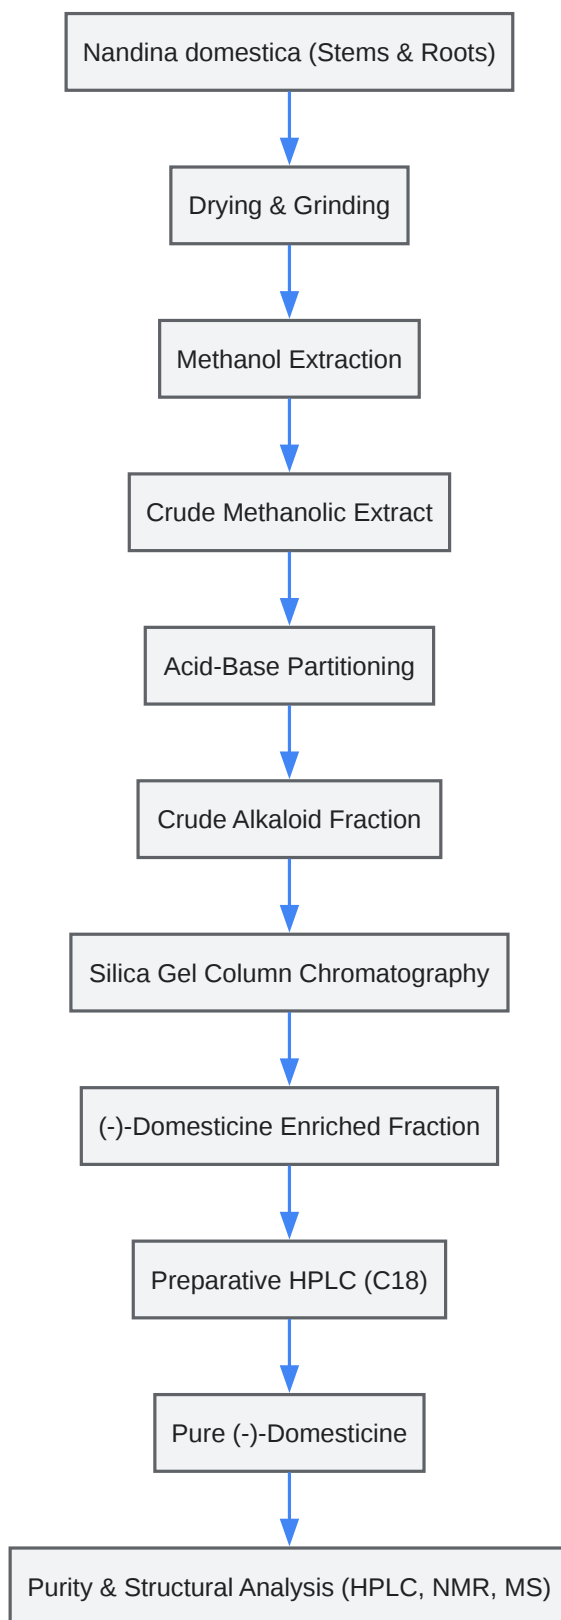 Nandina domestica (Stems & Roots)
Drying & Grinding
Methanol Extraction
Crude Methanolic Extract
Acid-Base Partitioning
Crude Alkaloid Fraction
Silica Gel Column Chromatography
(-)-Domesticine Enriched Fraction
Preparative HPLC (C18)
Pure (-)-Domesticine
Purity & Structural Analysis (HPLC, NMR, MS)